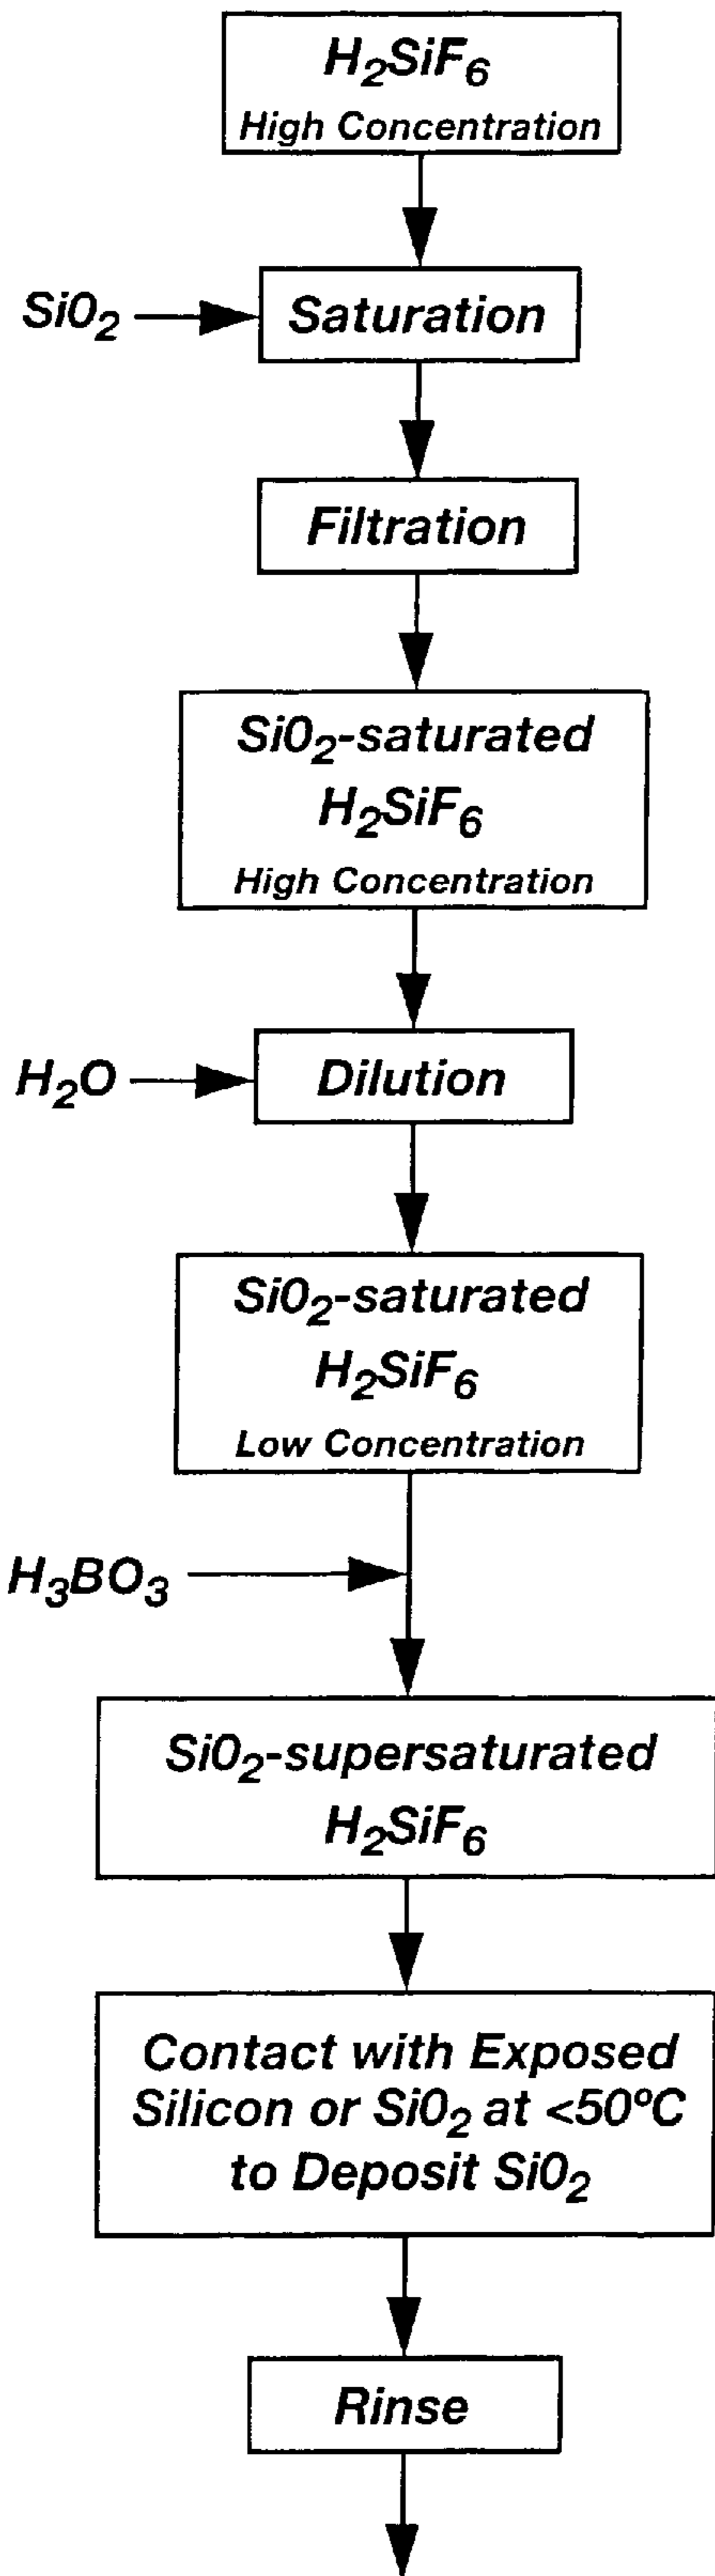 H₂SiF₆
High Concentration
SiO₂
Saturation
Filtration
SiO₂-saturated
H₂SiF₆
High Concentration
H₂O
Dilution
SiO₂-saturated
H₂SiF₆
Low Concentration
H₃BO₃
SiO₂-supersaturated
H₂SiF₆
Contact with Exposed
Silicon or SiO₂ at <50ºC
to Deposit SiO₂
Rinse